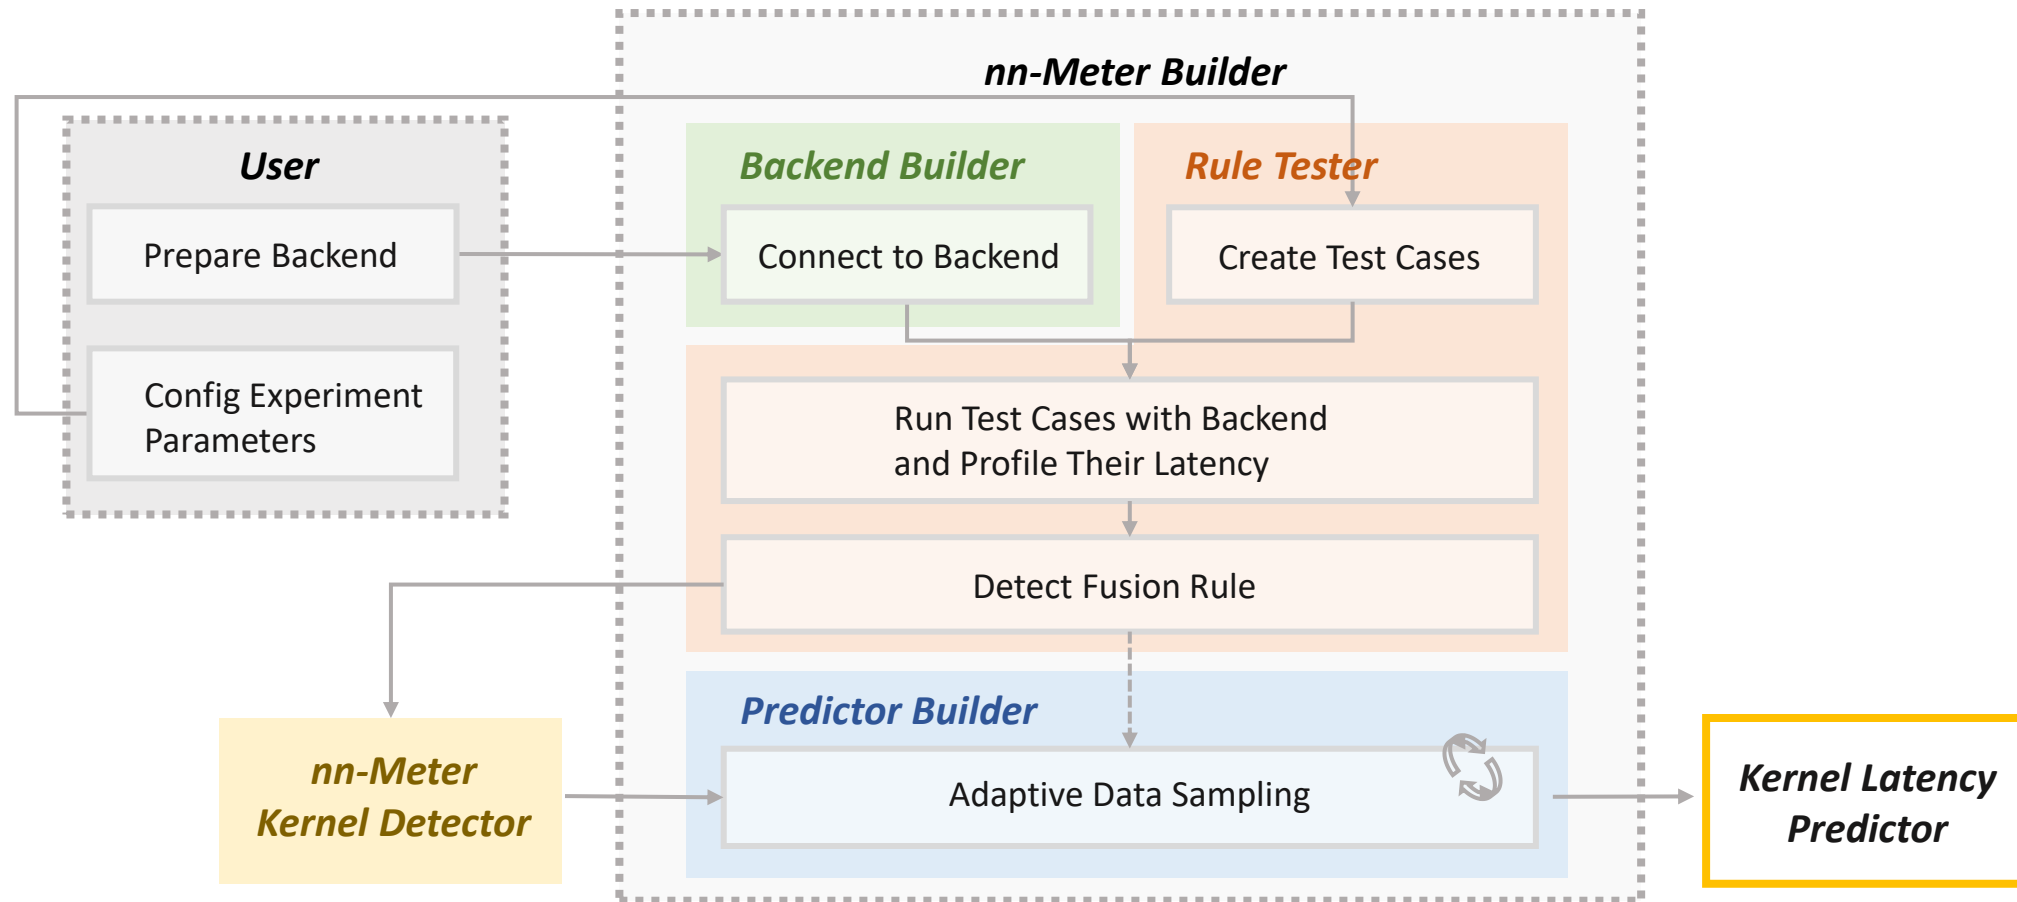 nn-Meter Builder
User
Prepare Backend
Config Experiment
Parameters
Backend Builder
Connect to Backend
Rule Tester
Create Test Cases
Run Test Cases with Backend
and Profile Their Latency
Detect Fusion Rule
nn-Meter
Kernel Detector
Predictor Builder
Adaptive Data Sampling
Kernel Latency
Predictor